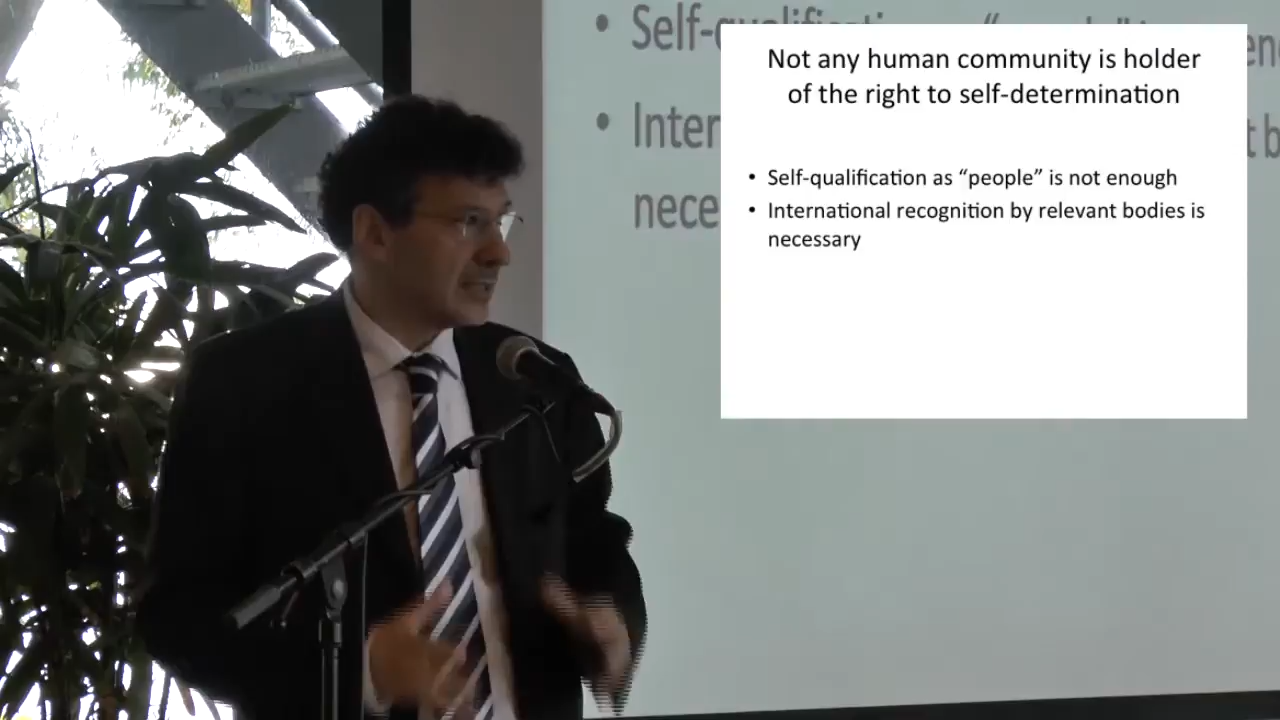 Not any human community is holder
of the right to self-determination
• Self-qualification as “people” is not enough
• International recognition by relevant bodies is
necessary
• Self-
• Inter
nece